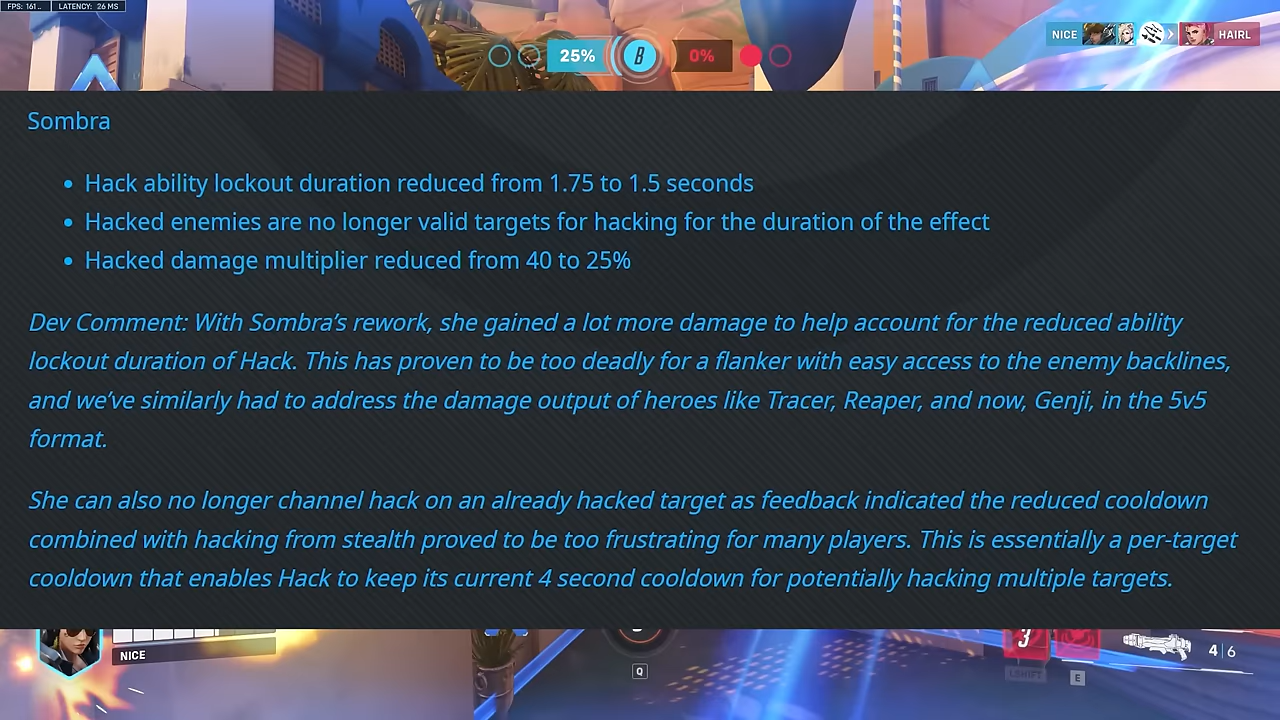 FPS: 161.. LATENCY: 26 MS
25% B 0%
NICE HAIRL
Sombra
• Hack ability lockout duration reduced from 1.75 to 1.5 seconds
• Hacked enemies are no longer valid targets for hacking for the duration of the effect
• Hacked damage multiplier reduced from 40 to 25%
Dev Comment: With Sombra's rework, she gained a lot more damage to help account for the reduced ability
lockout duration of Hack. This has proven to be too deadly for a flanker with easy access to the enemy backlines,
and we've similarly had to address the damage output of heroes like Tracer, Reaper, and now, Genji, in the 5v5
format.
She can also no longer channel hack on an already hacked target as feedback indicated the reduced cooldown
combined with hacking from stealth proved to be too frustrating for many players. This is essentially a per-target
cooldown that enables Hack to keep its current 4 second cooldown for potentially hacking multiple targets.
NICE
Q
3
LSHIFT
E
4|6